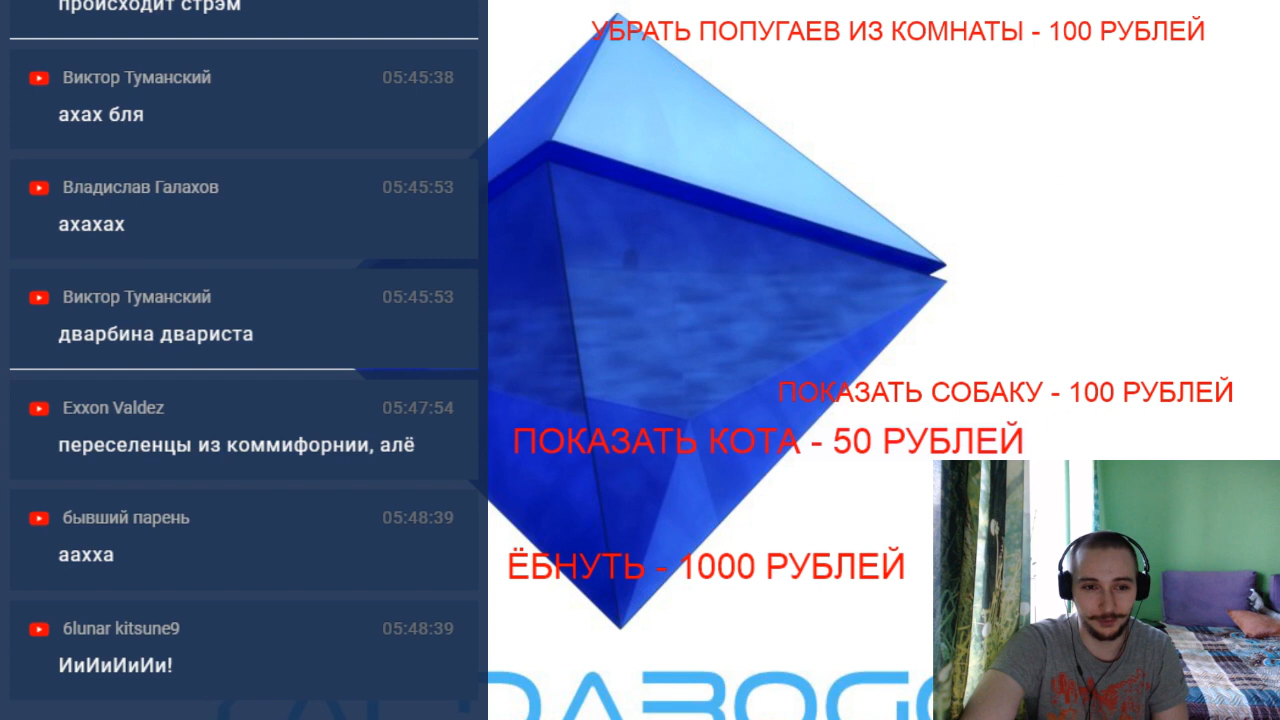 происходит стрэм
Виктор Туманский 05:45:38
ахах бля
Владислав Галахов 05:45:53
ахахах
Виктор Туманский 05:45:53
дварбина двариста
Exxon Valdez 05:47:54
переселенцы из коммифорнии, алё
бывший парень 05:48:39
аахха
6lunar kitsune9 05:48:39
ИиИиИиИи!
УБРАТЬ ПОПУГАЕВ ИЗ КОМНАТЫ - 100 РУБЛЕЙ
ПОКАЗАТЬ СОБАКУ - 100 РУБЛЕЙ
ПОКАЗАТЬ КОТА - 50 РУБЛЕЙ
ЁБНУТЬ - 1000 РУБЛЕЙ